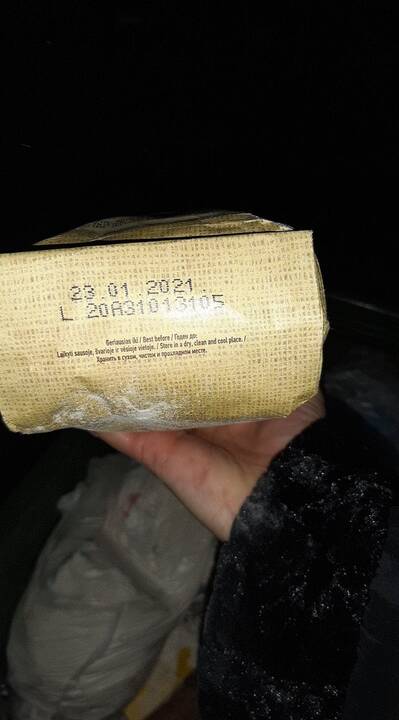 23.01 2021.
L 20A31013105
Geriausias iki / Best before / Годен до:
Laikyti sausoje, švarioje ir vėsioje vietoje. / Store in a dry, clean and cool place. /
Хранить в сухом, чистом и прохладном месте.